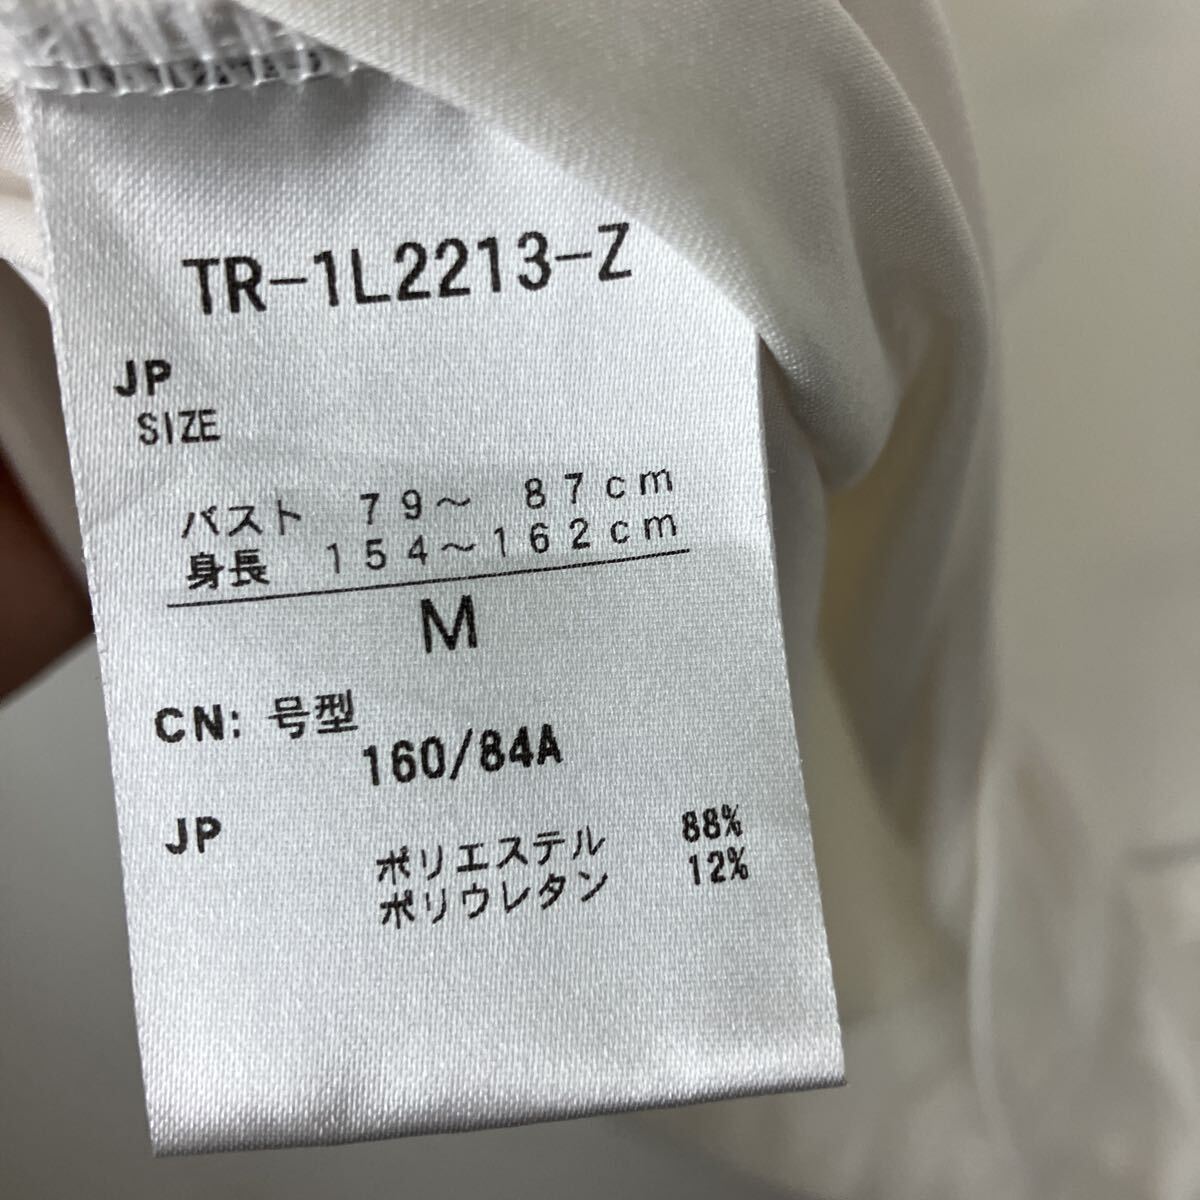 TR-1L2213-Z
JP
SIZE
バスト 79～ 87cm
身長 154～162cm
M
CN: 号型
160/84A
JP
ポリエステル 88%
ポリウレタン 12%